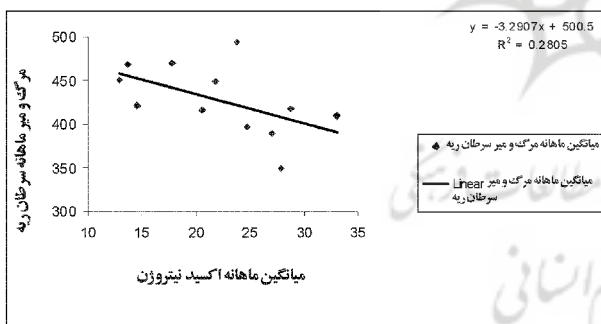 y = -3.2907x + 500.5
R² = 0.2805
مرگ و میر ماهانه سرطان ریه
500
450
400
350
300
10 15 20 25 30 35
میانگین ماهانه اکسید نیتروژن
میانگین ماهانه مرگ و میر سرطان ریه
میانگین ماهانه مرگ و میر Linear
سرطان ریه